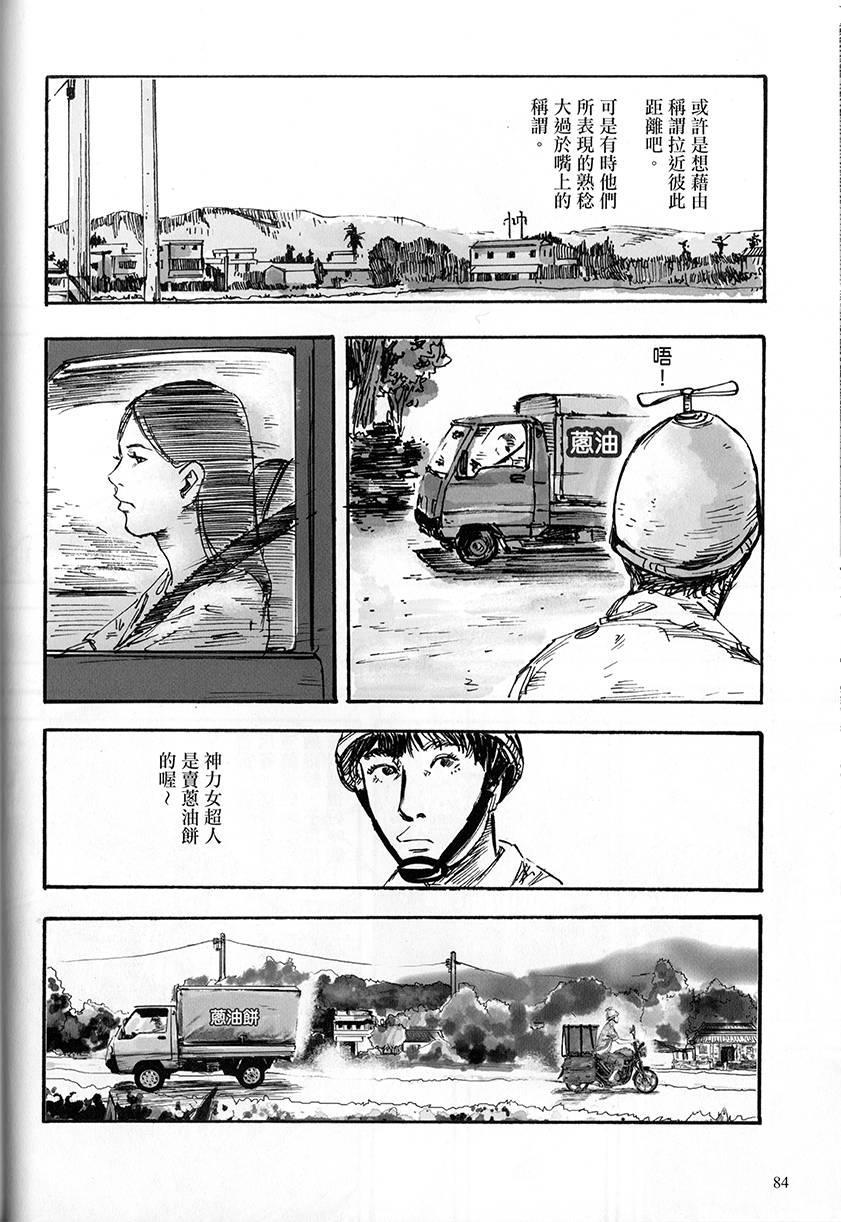 或許是想藉由
稱謂拉近彼此
距離吧。
可是有時他們
所表現的熟稔
大過於嘴上的
稱謂。
唔！
蔥油
神力女超人
是賣蔥油餅
的喔～
蔥油餅
84